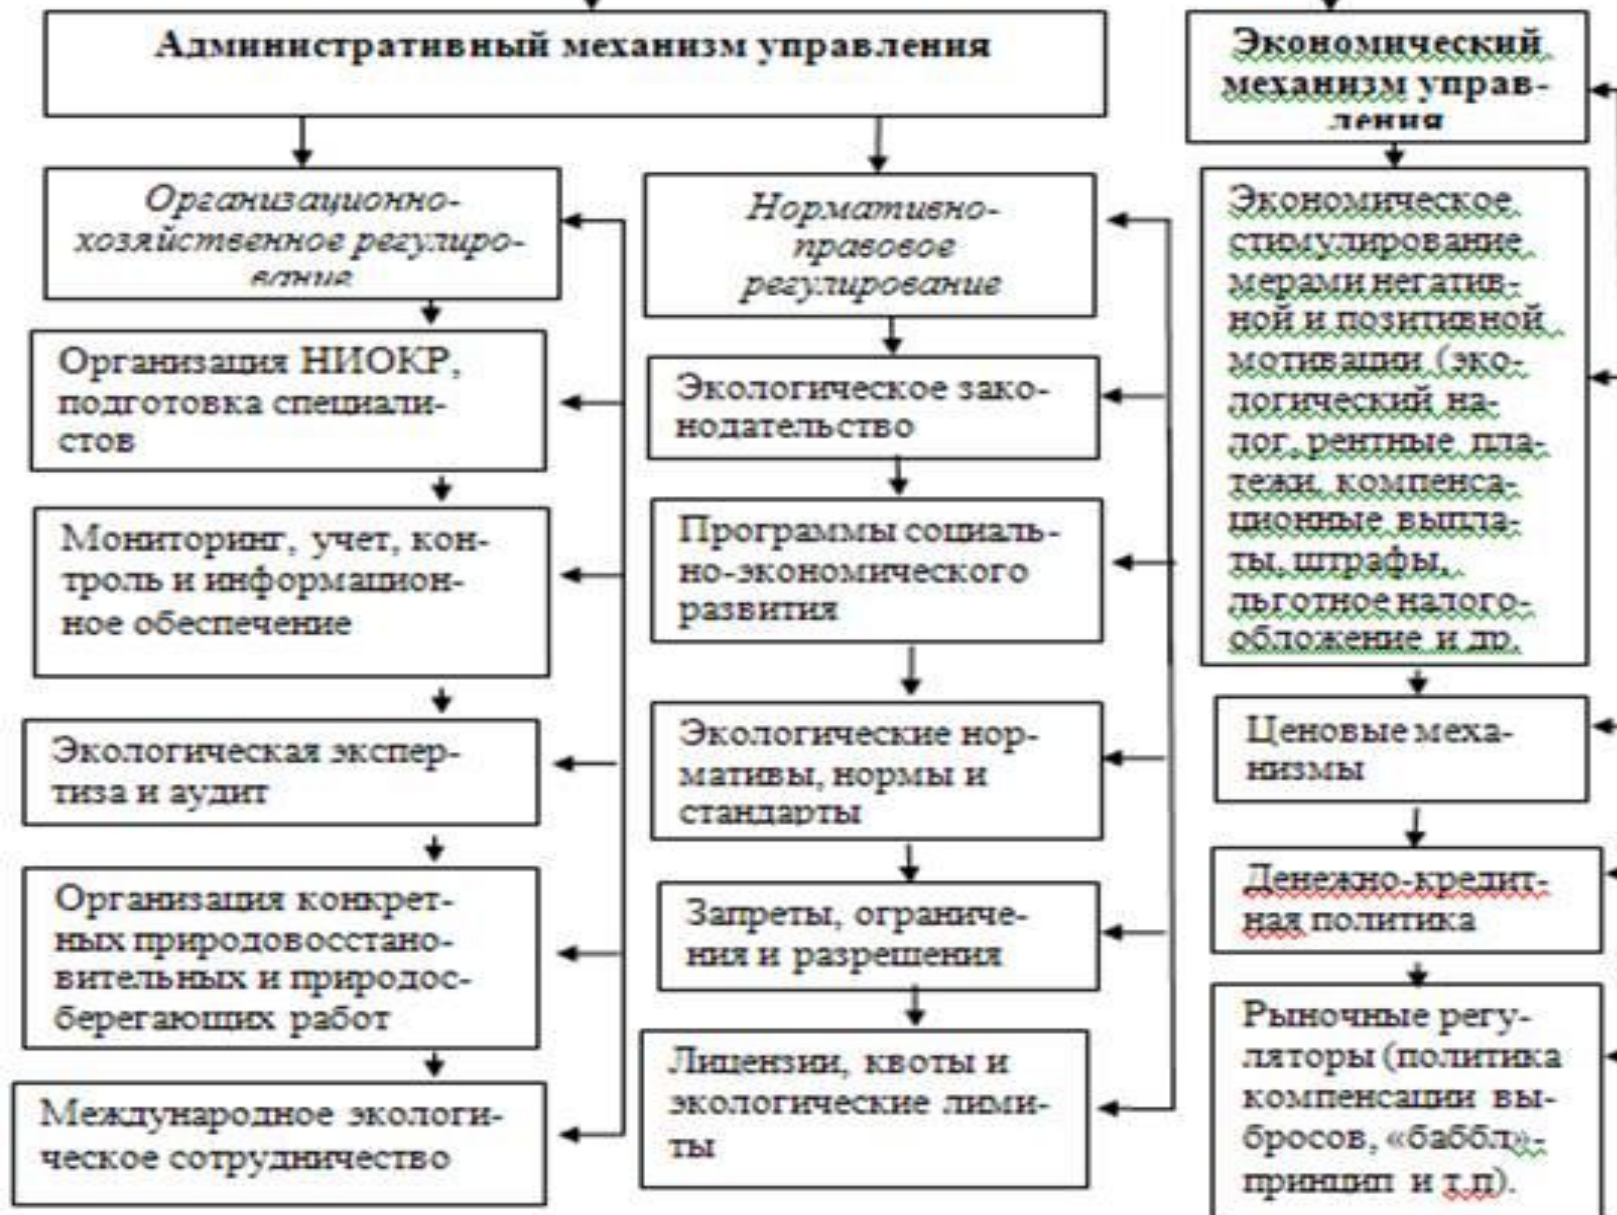 Административный механизм управления
Организационно-
хозяйственное регулиро-
вание
Организация НИОКР,
подготовка специали-
стов
Мониторинг, учет, кон-
троль и информацион-
ное обеспечение
Экологическая экспер-
тиза и аудит
Организация конкрет-
ных природовосстано-
вительных и природос-
берегающих работ
Международное экологи-
ческое сотрудничество
Нормативно-
правовое
регулирование
Экологическое зако-
нодательство
Программы социаль-
но-экономического
развития
Экологические нор-
мативы, нормы и
стандарты
Запреты, ограниче-
ния и разрешения
Лицензии, квоты и
экологические лими-
ты
Экономический
механизм управ-
ления
Экономическое
стимулирование
мерами негатив-
ной и позитивной
мотивации (эко-
логический на-
лог, рентные пла-
тежи, компенса-
ционные выпла-
ты, штрафы,
льготное налого-
обложение и др.
Ценовые меха-
низмы
Денежно-кредит-
ная политика
Рыночные регу-
ляторы (политика
компенсации вы-
бросов, «баббл»-
принцип и т.п).